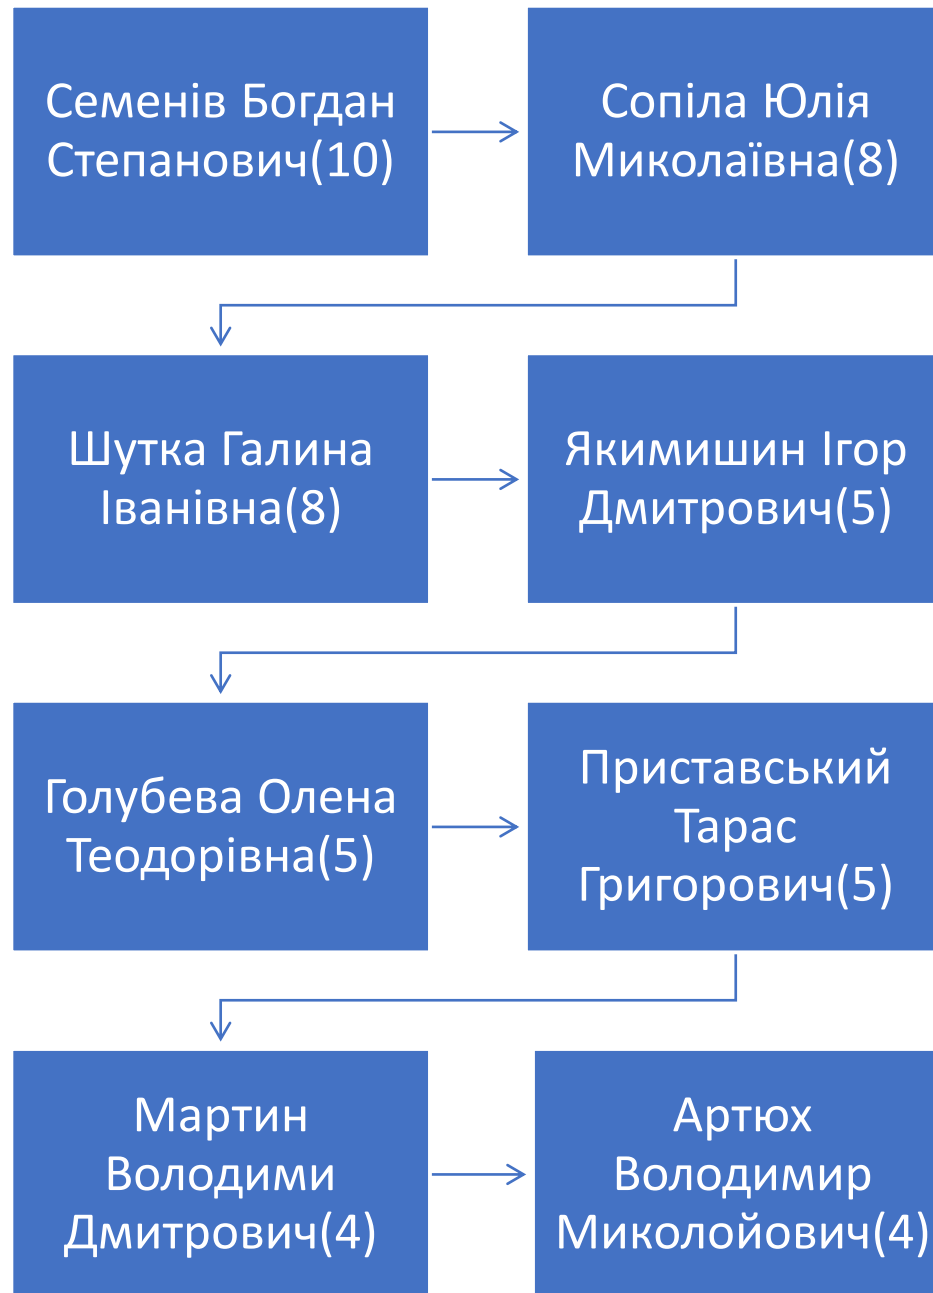 Семенів Богдан
Степанович(10)
Сопіла Юлія
Миколаївна(8)
Шутка Галина
Іванівна(8)
Якимишин Ігор
Дмитрович(5)
Голубева Олена
Теодорівна(5)
Приставський
Тарас
Григорович(5)
Мартин
Володими
Дмитрович(4)
Артюх
Володимир
Миколойович(4)